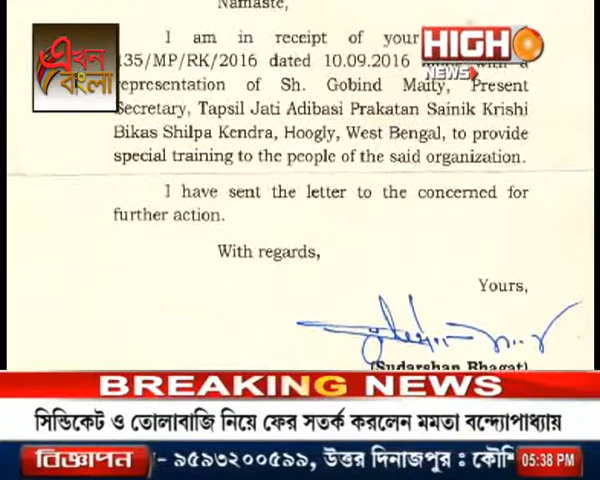 Namaste,
I am in receipt of your
135/MP/RK/2016 dated 10.09.2016 with a
representation of Sh. Gobind Maity, Present
Secretary, Tapsil Jati Adibasi Prakatan Sainik Krishi
Bikas Shilpa Kendra, Hoogly, West Bengal, to provide
special training to the people of the said organization.
I have sent the letter to the concerned for
further action.
With regards,
Yours,
(Sudarshan Bhagat)
এখন
বাংলা
HIGH
NEWS
BREAKING NEWS
সিন্ডিকেট ও তোলাবাজি নিয়ে ফের সতর্ক করলেন মমতা বন্দ্যোপাধ্যায়
বিজ্ঞাপন - ৯৫৯৩২০০৫৯৯, উত্তর দিনাজপুর : কৌশি 05:38 PM